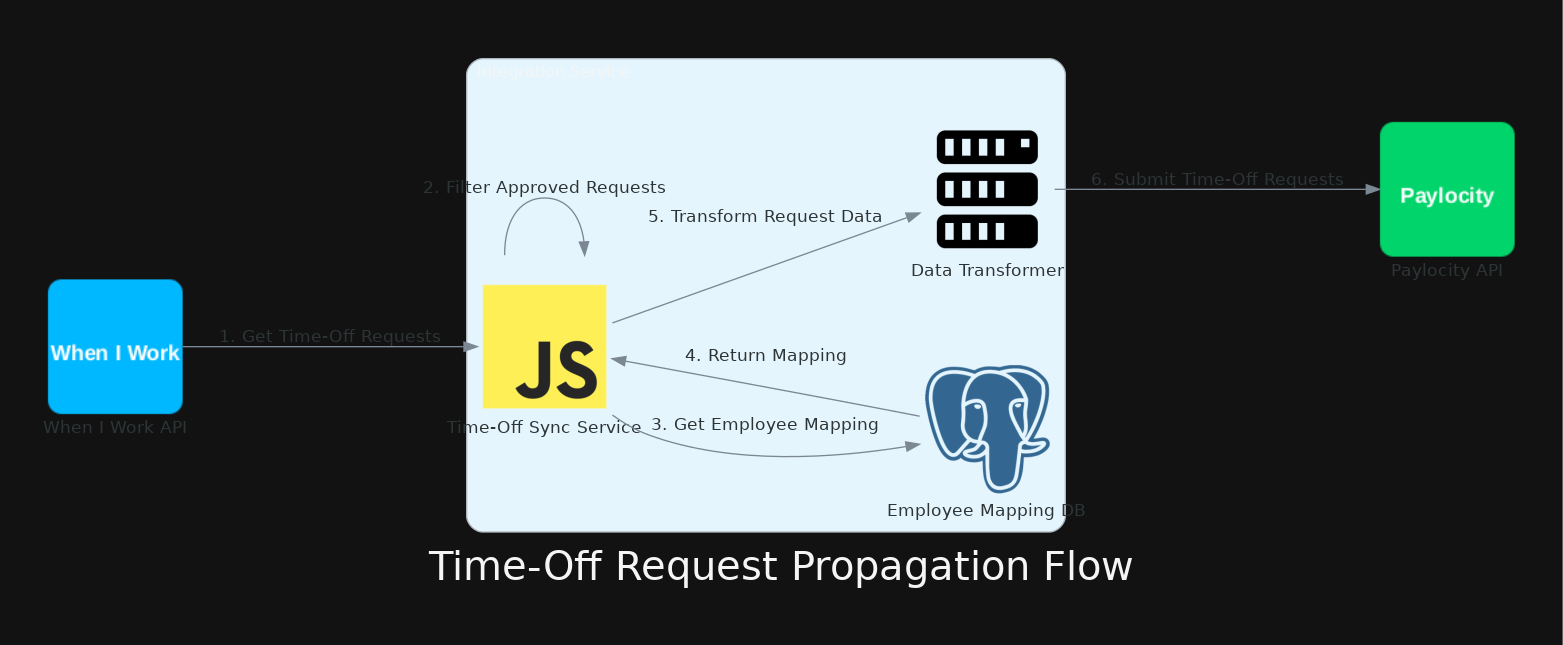 Integration Service
2. Filter Approved Requests
5. Transform Request Data
6. Submit Time-Off Requests
Paylocity
Paylocity API
Data Transformer
1. Get Time-Off Requests
When I Work
When I Work API
JS
Time-Off Sync Service
4. Return Mapping
3. Get Employee Mapping
Employee Mapping DB
Time-Off Request Propagation Flow